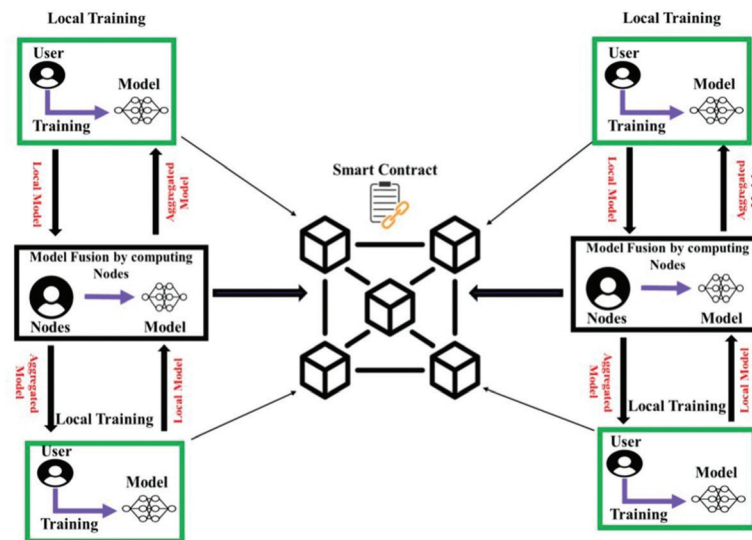 Local Training
User
Model
Training
Local Model
Aggregated
Model
Model Fusion by computing
Nodes
Nodes
Model
Aggregated
Model
Local Model
Local Training
User
Model
Training
Smart Contract
Local Training
User
Model
Training
Local Model
Aggregated
Model
Model Fusion by computing
Nodes
Nodes
Model
Aggregated
Model
Local Model
Local Training
User
Model
Training